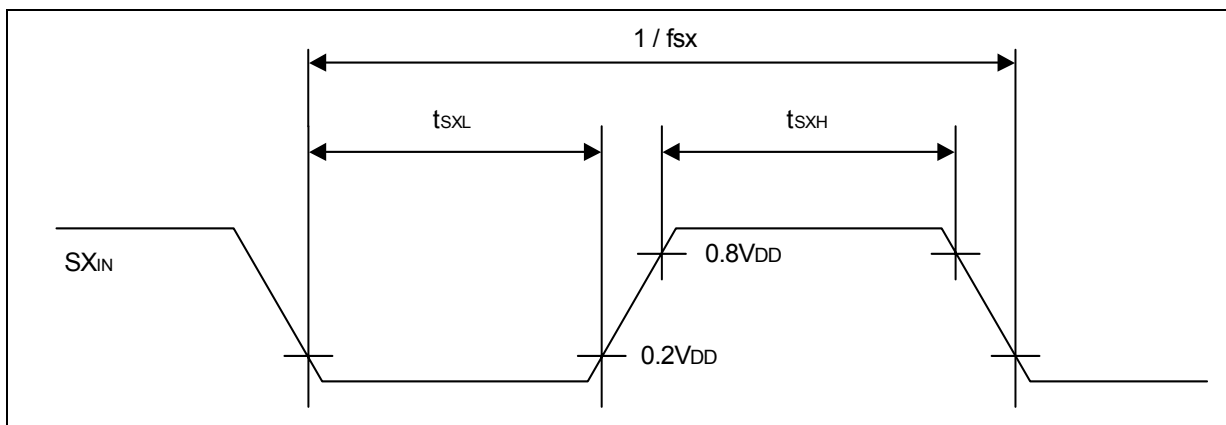 1 / fsx
tSXL
tSXH
SXIN
0.8VDD
0.2VDD